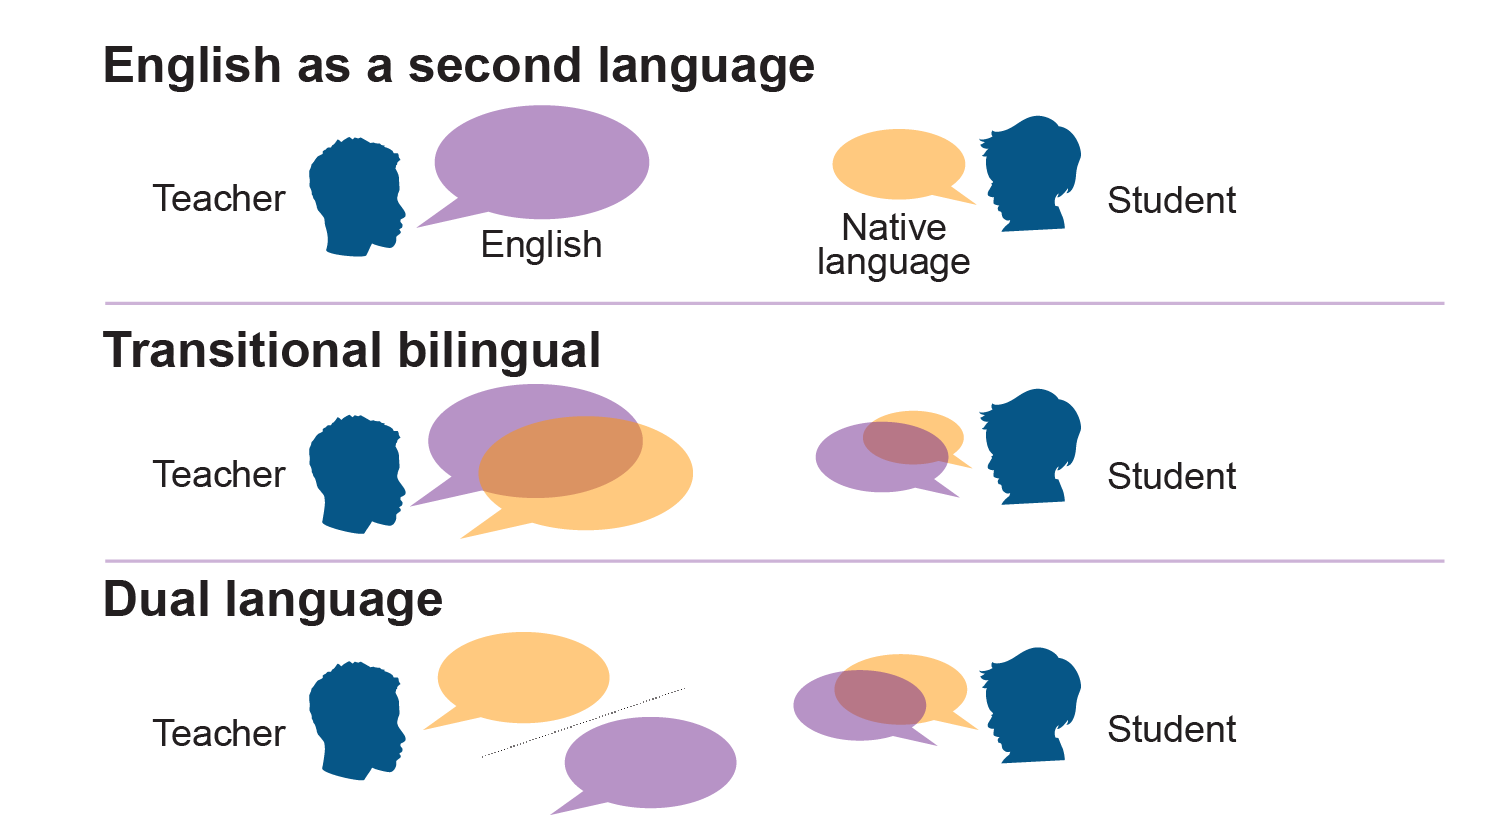 English as a second language
Teacher
English
Native
language
Student
Transitional bilingual
Teacher
Student
Dual language
Teacher
Student